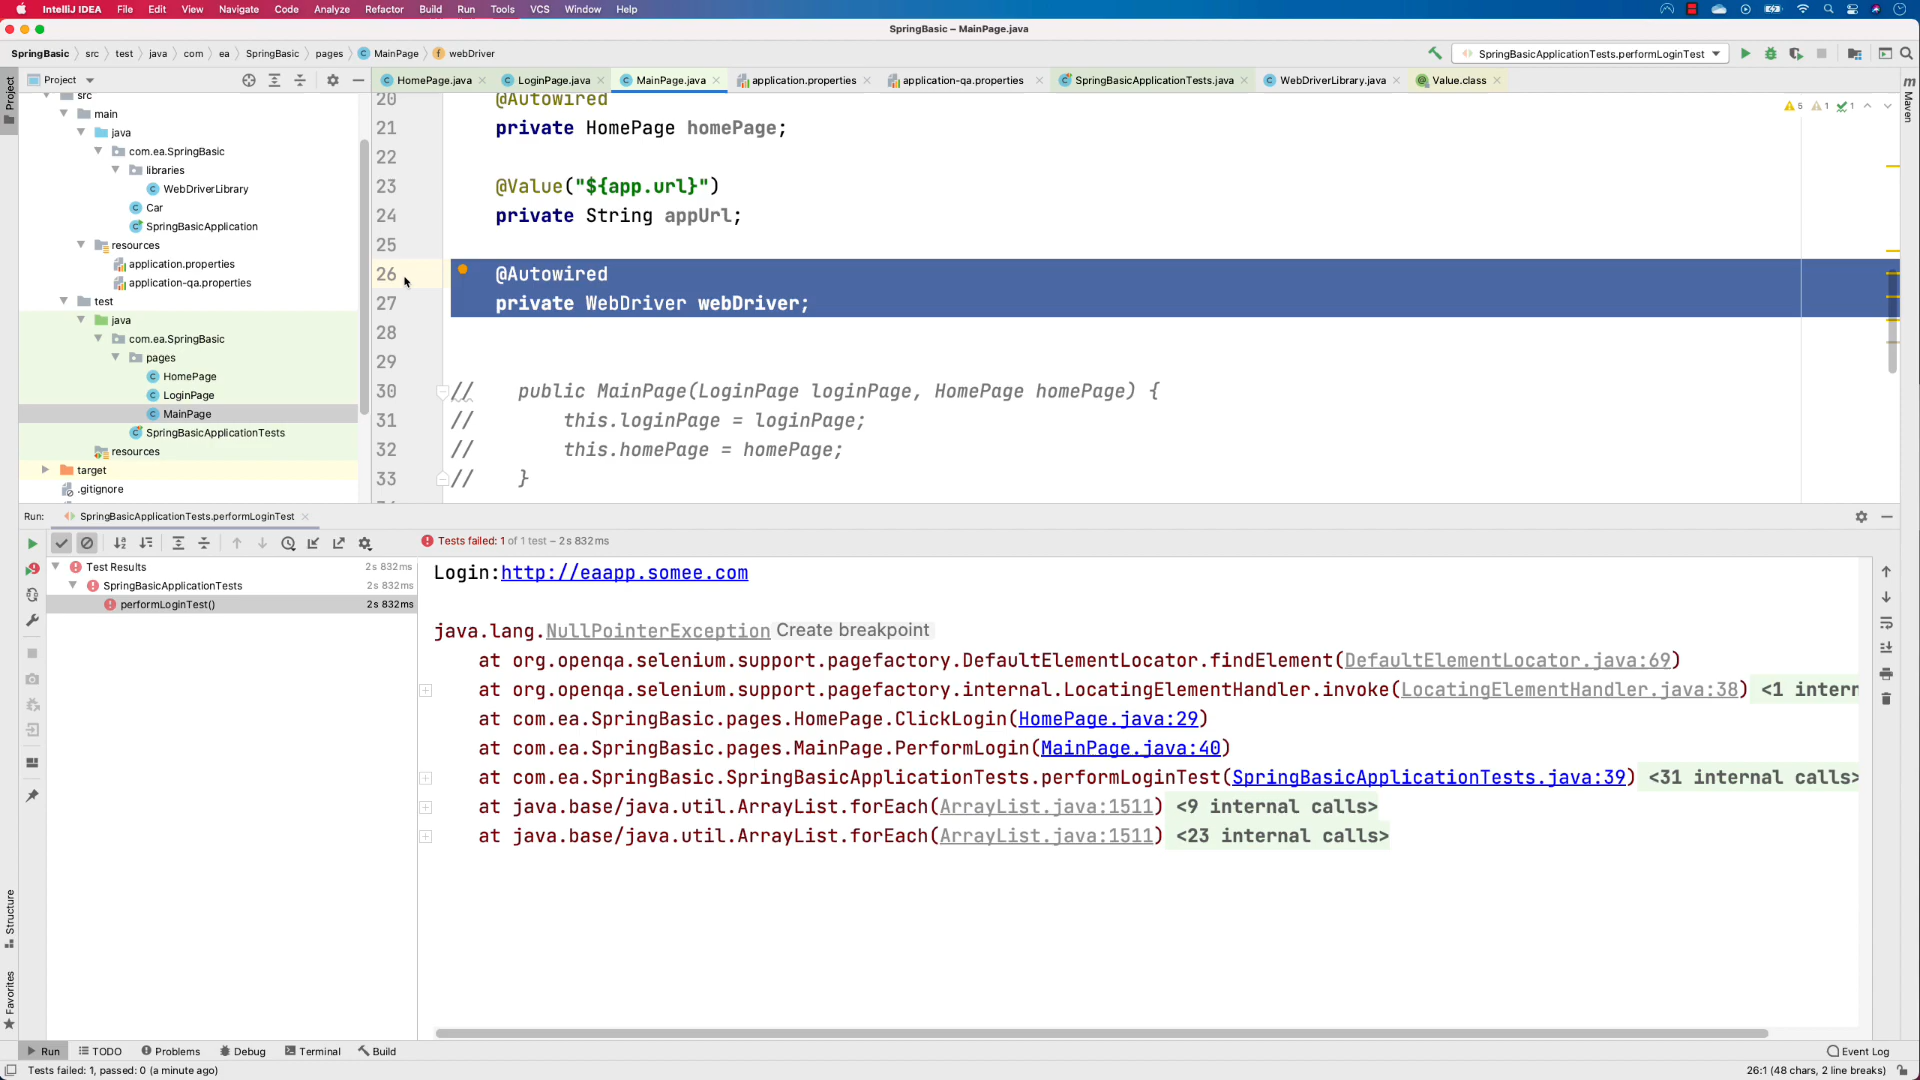 IntelliJ IDEA File Edit View Navigate Code Analyze Refactor Build Run Tools VCS Window Help
SpringBasic – MainPage.java
SpringBasic src test java com ea SpringBasic pages MainPage webDriver
SpringBasicApplicationTests.performLoginTest
Project
HomePage.java LoginPage.java MainPage.java application.properties application-qa.properties SpringBasicApplicationTests.java WebDriverLibrary.java Value.class
src
main
java
com.ea.SpringBasic
libraries
WebDriverLibrary
Car
SpringBasicApplication
resources
application.properties
application-qa.properties
test
java
com.ea.SpringBasic
pages
HomePage
LoginPage
MainPage
SpringBasicApplicationTests
resources
target
.gitignore
20 @Autowired
21 private HomePage homePage;
22
23 @Value("${app.url}")
24 private String appUrl;
25
26 @Autowired
27 private WebDriver webDriver;
28
29
30 // public MainPage(LoginPage loginPage, HomePage homePage) {
31 // this.loginPage = loginPage;
32 // this.homePage = homePage;
33 // }
5 1 1
Project
Maven
Structure
Favorites
Run: SpringBasicApplicationTests.performLoginTest
Tests failed: 1 of 1 test – 2 s 832 ms
Test Results 2 s 832 ms
SpringBasicApplicationTests 2 s 832 ms
performLoginTest() 2 s 832 ms
Login:http://eaapp.somee.com
java.lang.NullPointerException Create breakpoint
at org.openqa.selenium.support.pagefactory.DefaultElementLocator.findElement(DefaultElementLocator.java:69)
at org.openqa.selenium.support.pagefactory.internal.LocatingElementHandler.invoke(LocatingElementHandler.java:38) <1 intern
at com.ea.SpringBasic.pages.HomePage.ClickLogin(HomePage.java:29)
at com.ea.SpringBasic.pages.MainPage.PerformLogin(MainPage.java:40)
at com.ea.SpringBasic.SpringBasicApplicationTests.performLoginTest(SpringBasicApplicationTests.java:39) <31 internal calls>
at java.base/java.util.ArrayList.forEach(ArrayList.java:1511) <9 internal calls>
at java.base/java.util.ArrayList.forEach(ArrayList.java:1511) <23 internal calls>
Run TODO Problems Debug Terminal Build Event Log
Tests failed: 1, passed: 0 (a minute ago) 26:1 (48 chars, 2 line breaks)